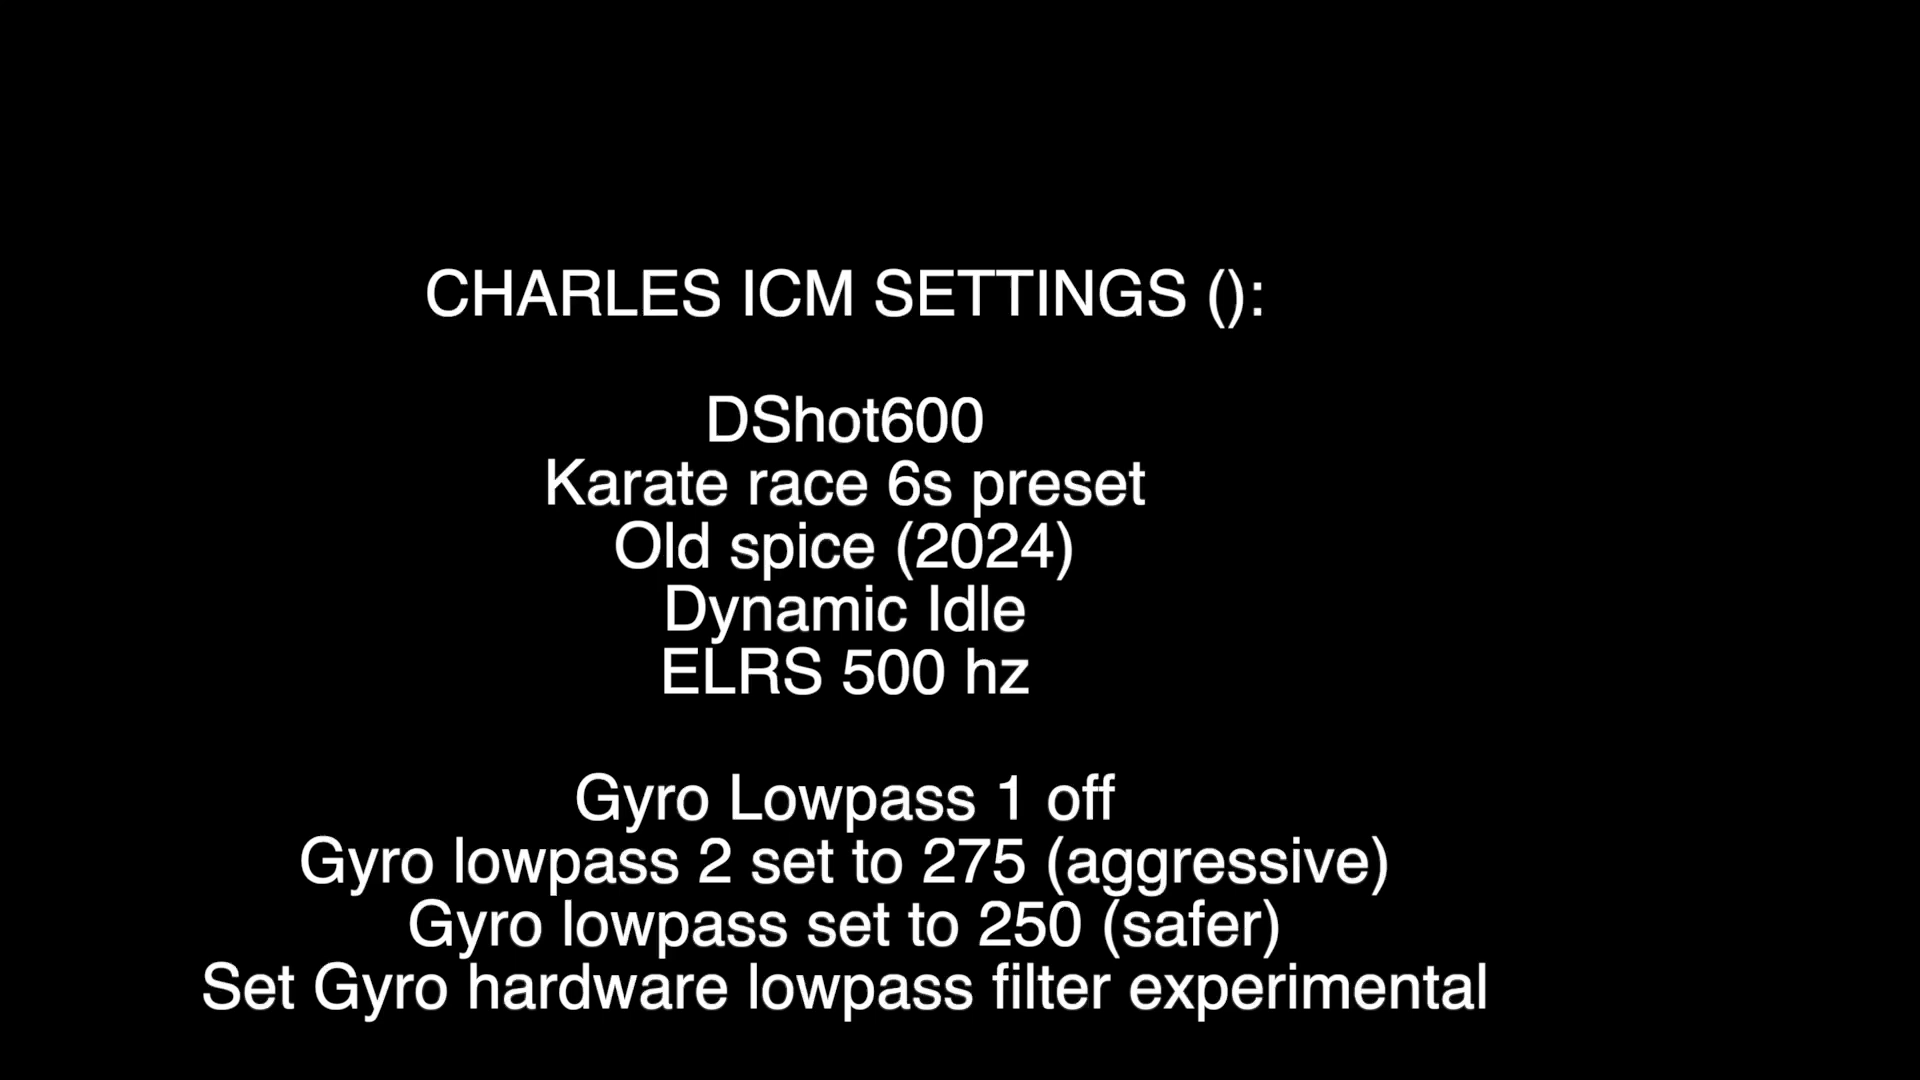 CHARLES ICM SETTINGS ():
DShot600
Karate race 6s preset
Old spice (2024)
Dynamic Idle
ELRS 500 hz
Gyro Lowpass 1 off
Gyro lowpass 2 set to 275 (aggressive)
Gyro lowpass set to 250 (safer)
Set Gyro hardware lowpass filter experimental